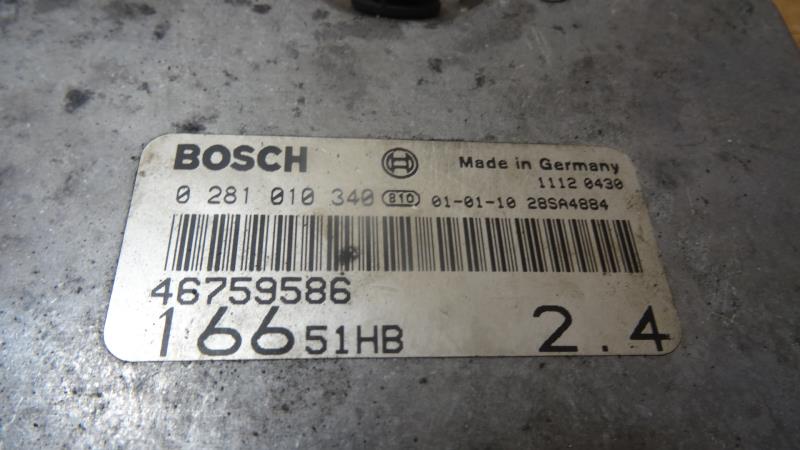 BOSCH Made in Germany
1112 0430
0 281 010 340 810 01-01-10 28SA4884
46759586
166 51HB 2.4